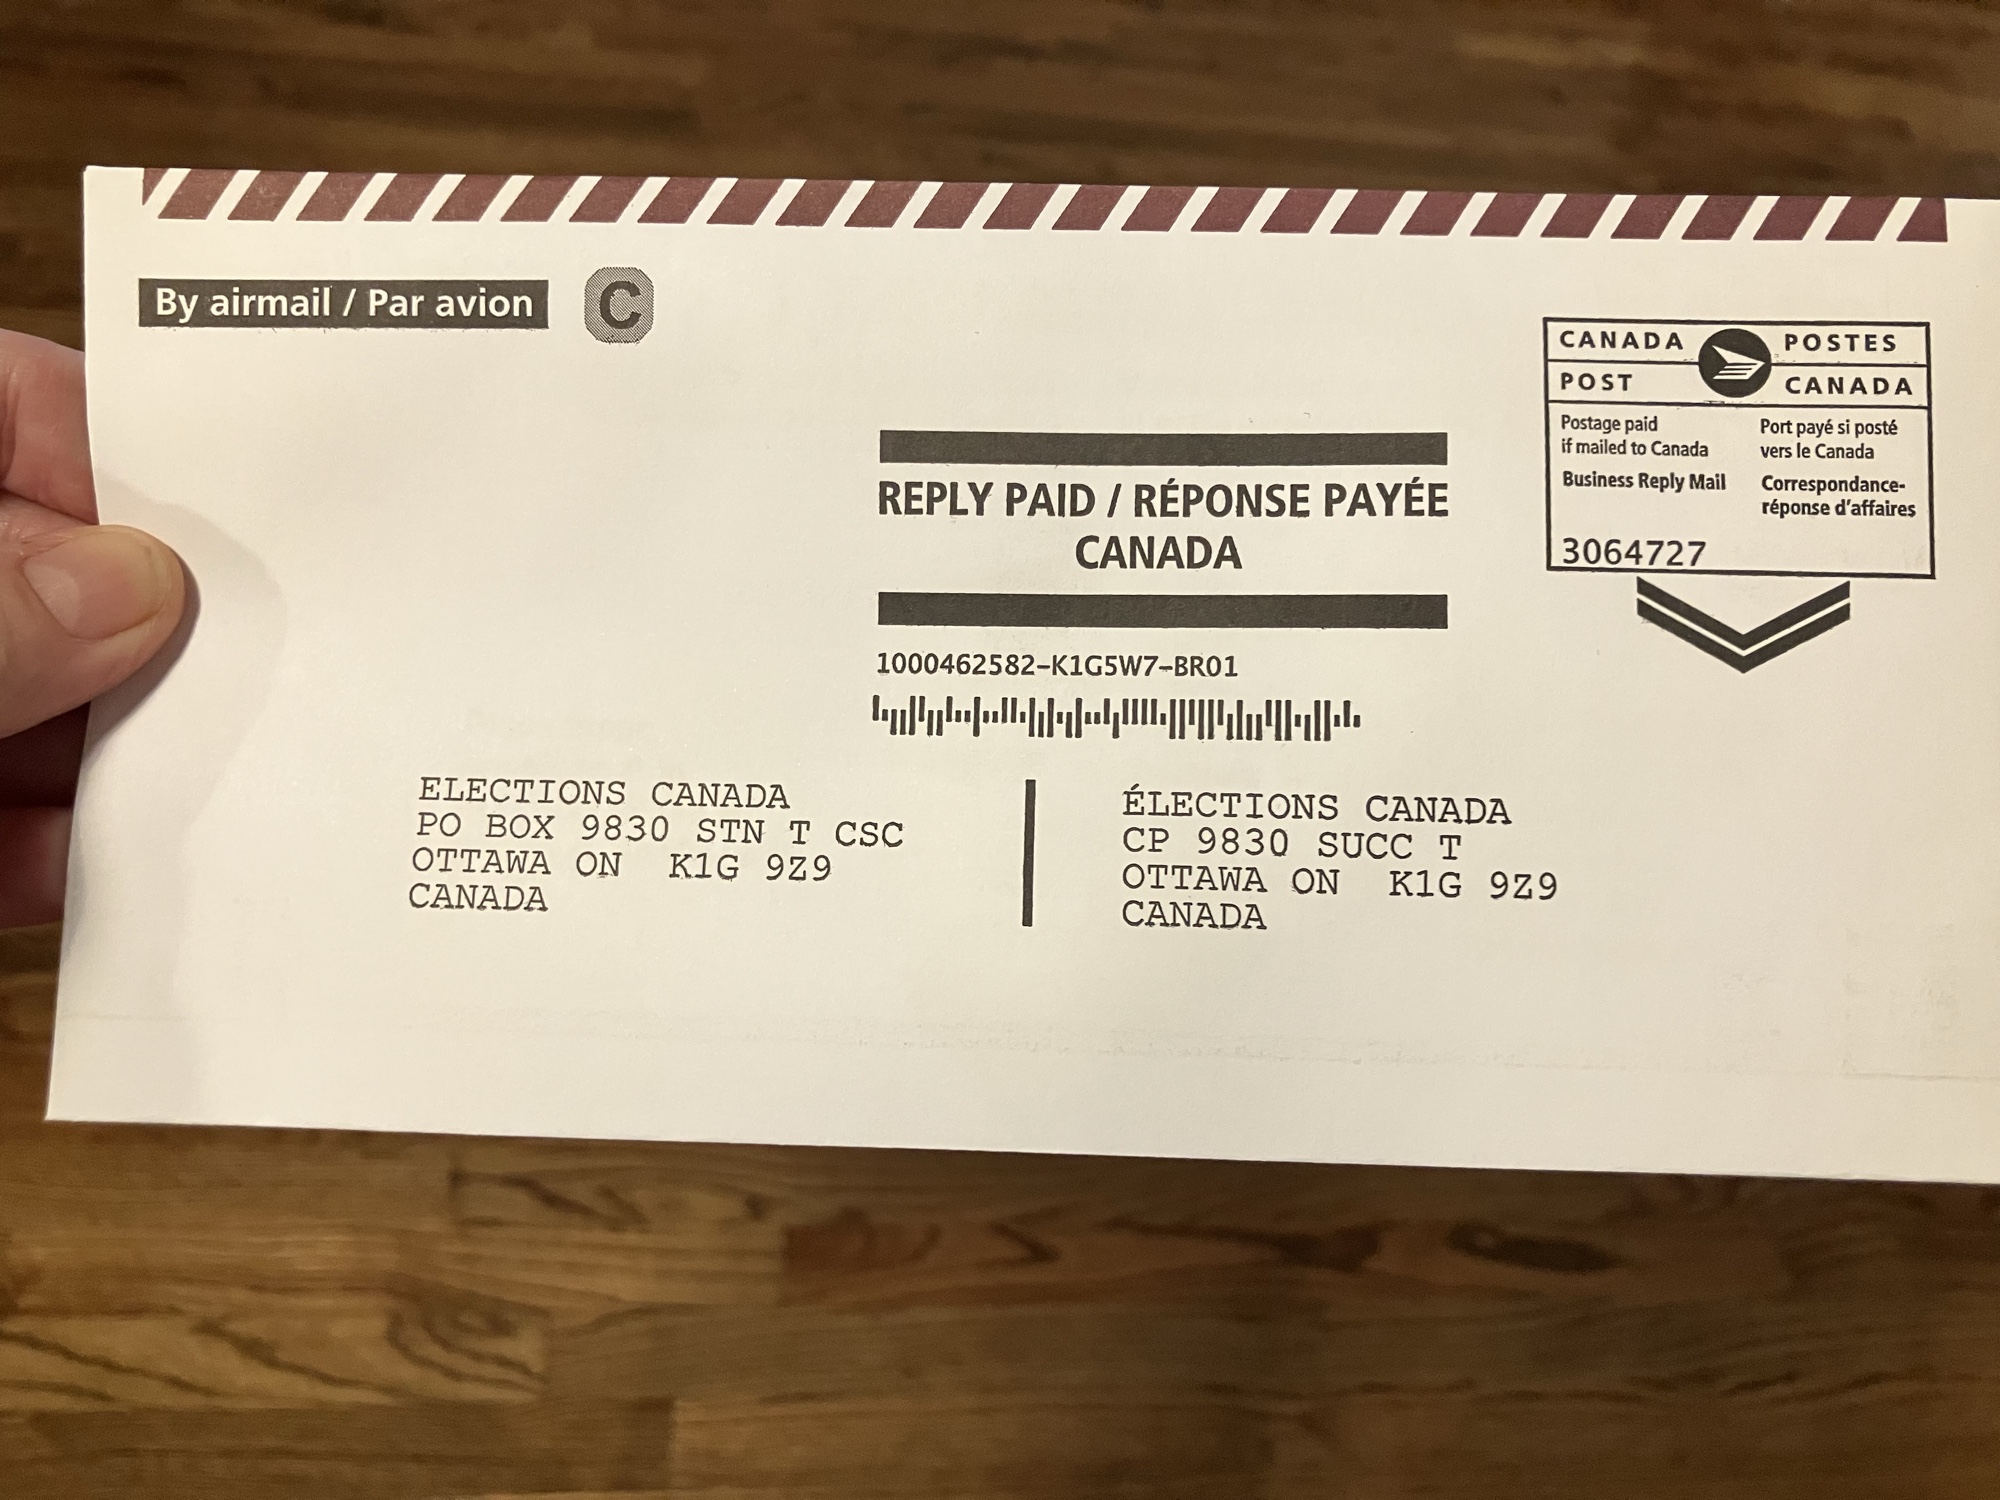 By airmail / Par avion
C
CANADA POSTES
POST CANADA
Postage paid
if mailed to Canada
Business Reply Mail
Port payé si posté
vers le Canada
Correspondance-
réponse d'affaires
3064727
REPLY PAID / RÉPONSE PAYÉE
CANADA
1000462582-K1G5W7-BR01
ELECTIONS CANADA
PO BOX 9830 STN T CSC
OTTAWA ON K1G 9Z9
CANADA
ÉLECTIONS CANADA
CP 9830 SUCC T
OTTAWA ON K1G 9Z9
CANADA